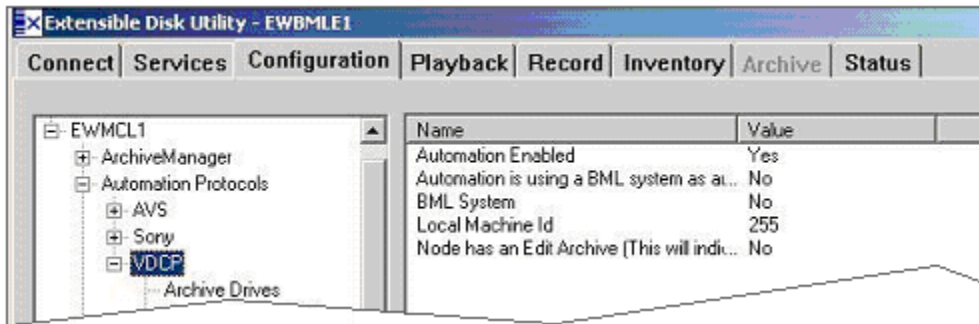 Extensible Disk Utility - EWBMLE1
Connect Services Configuration Playback Record Inventory Archive Status
EWMCL1
ArchiveManager
Automation Protocols
AVS
Sony
VDCP
Archive Drives
Name Value
Automation Enabled Yes
Automation is using a BML system as au... No
BML System No
Local Machine Id 255
Node has an Edit Archive (This will indic... No